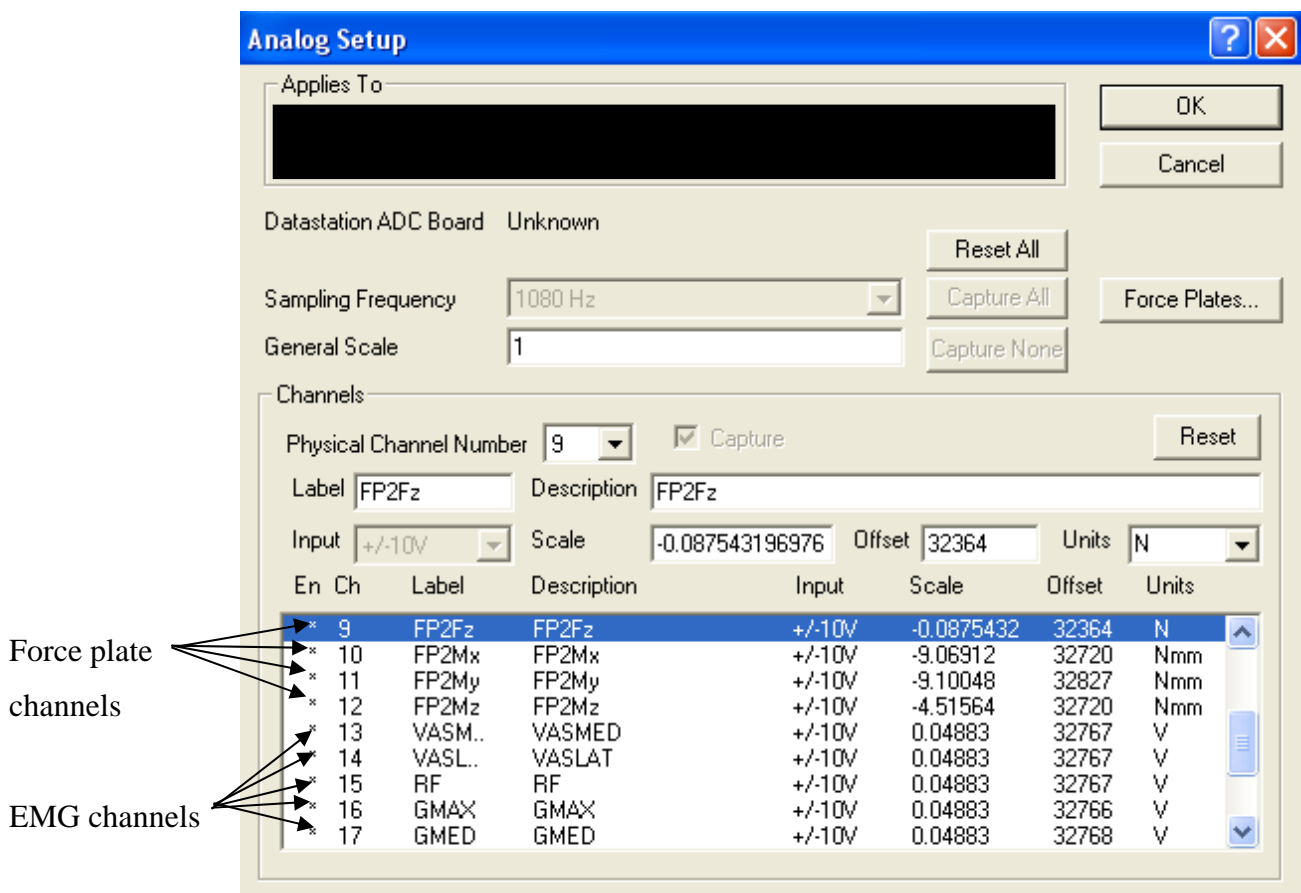 Analog Setup
Applies To
OK
Cancel
Datastation ADC Board Unknown
Reset All
Sampling Frequency 1080 Hz Capture All Force Plates...
General Scale 1 Capture None
Channels
Physical Channel Number 9 Capture Reset
Label FP2Fz Description FP2Fz
Input +/-10V Scale -0.087543196976 Offset 32364 Units N
En Ch Label Description Input Scale Offset Units
* 9 FP2Fz FP2Fz +/-10V -0.0875432 32364 N
* 10 FP2Mx FP2Mx +/-10V -9.06912 32720 Nmm
* 11 FP2My FP2My +/-10V -9.10048 32827 Nmm
* 12 FP2Mz FP2Mz +/-10V -4.51564 32720 Nmm
* 13 VASM.. VASMED +/-10V 0.04883 32767 V
* 14 VASL.. VASLAT +/-10V 0.04883 32767 V
* 15 RF RF +/-10V 0.04883 32767 V
* 16 GMAX GMAX +/-10V 0.04883 32766 V
* 17 GMED GMED +/-10V 0.04883 32768 V
Force plate
channels
EMG channels